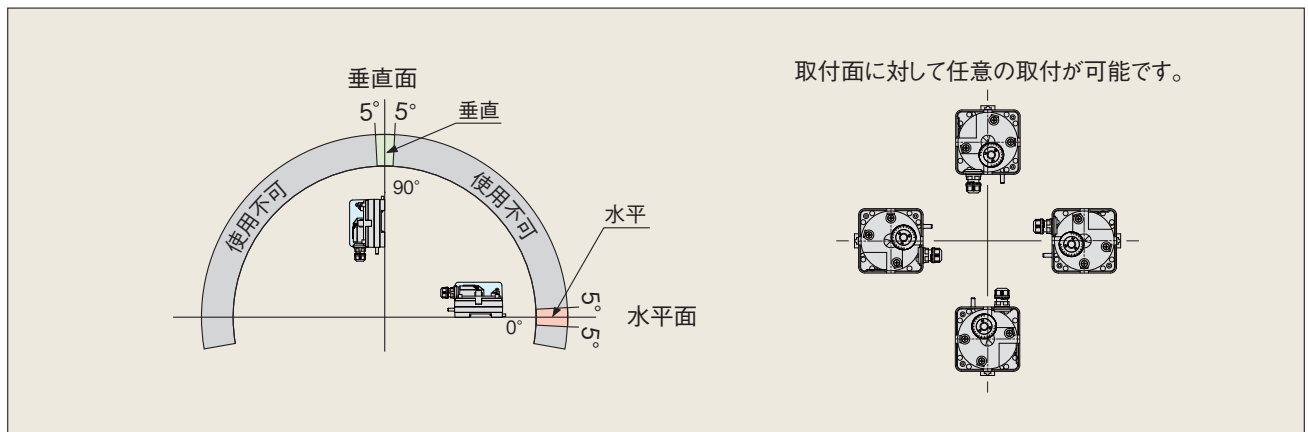 垂直面
5° 5°
垂直
90°
使用不可
使用不可
水平
5°
0°
5°
水平面
取付面に対して任意の取付が可能です。